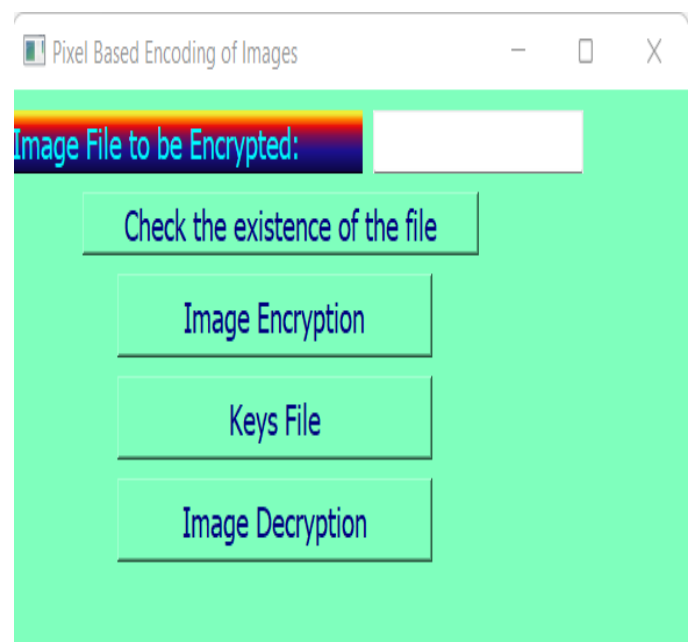 Pixel Based Encoding of Images
Image File to be Encrypted:
Check the existence of the file
Image Encryption
Keys File
Image Decryption